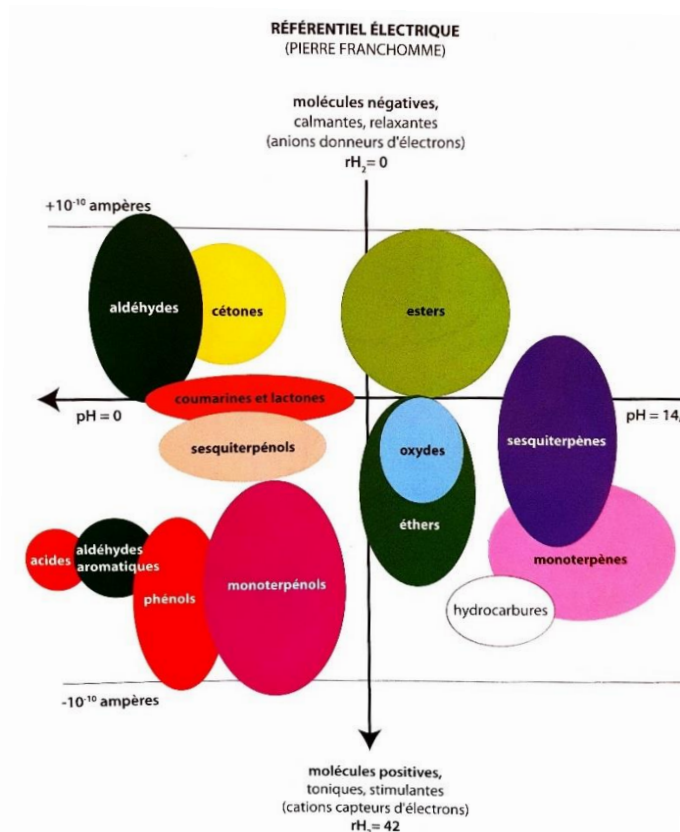 RÉFÉRENTIEL ÉLECTRIQUE
(PIERRE FRANCHOMME)
molécules négatives,
calmantes, relaxantes
(anions donneurs d'électrons)
rH₂= 0
+10⁻¹⁰ ampères
aldéhydes
cétones
esters
coumarines et lactones
pH = 0
pH = 14,
sesquiterpénols
oxydes
sesquiterpènes
éthers
acides
aldéhydes
aromatiques
monoterpènes
phénols
monoterpénols
hydrocarbures
-10⁻¹⁰ ampères
molécules positives,
toniques, stimulantes
(cations capteurs d'électrons)
rH₂= 42